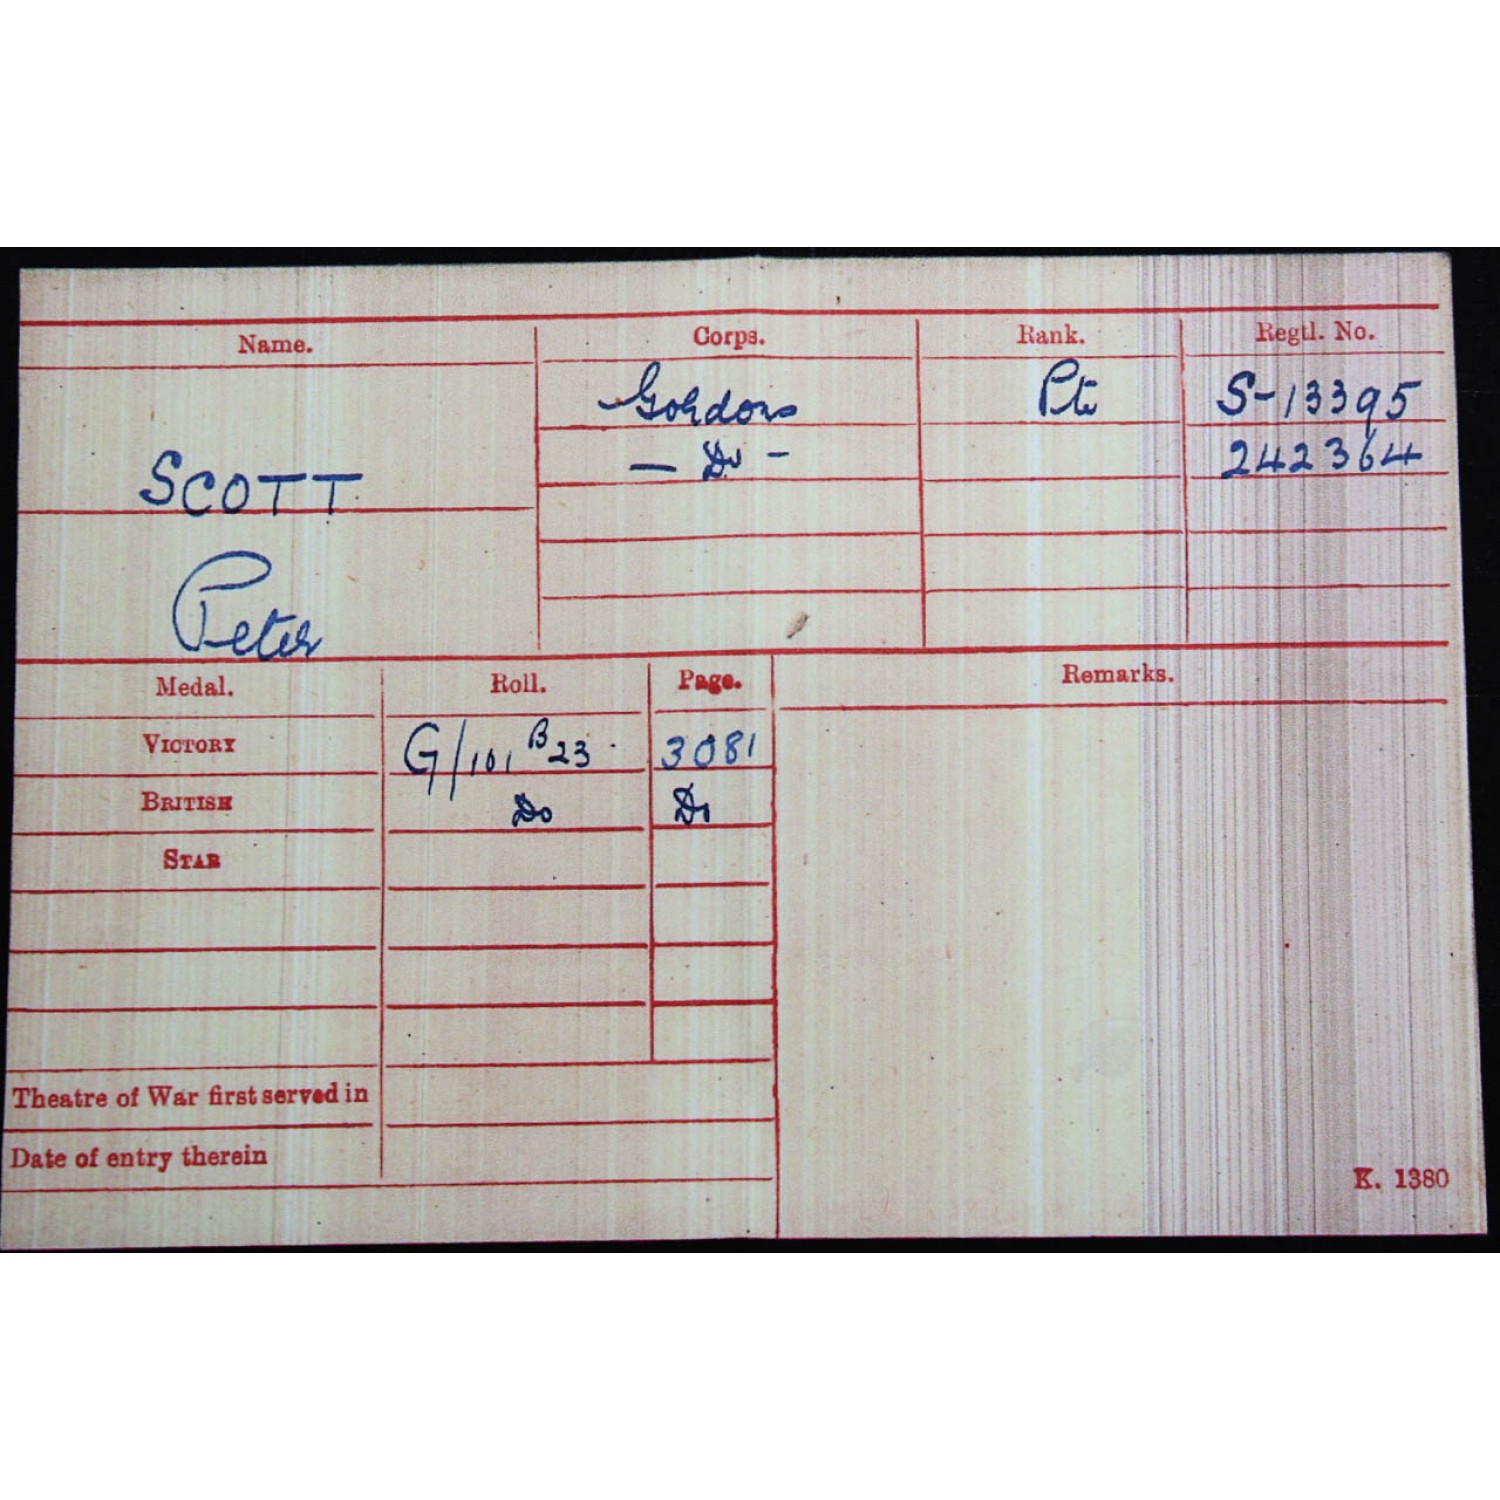 Name. Corps. Rank. Regtl. No.
Gordons Pte S-13395
— Do — 242364
SCOTT
Peter
Medal. Roll. Page. Remarks.
VICTORY G/101 B23 3081
BRITISH Do Do
STAR
Theatre of War first served in
Date of entry therein
K. 1380